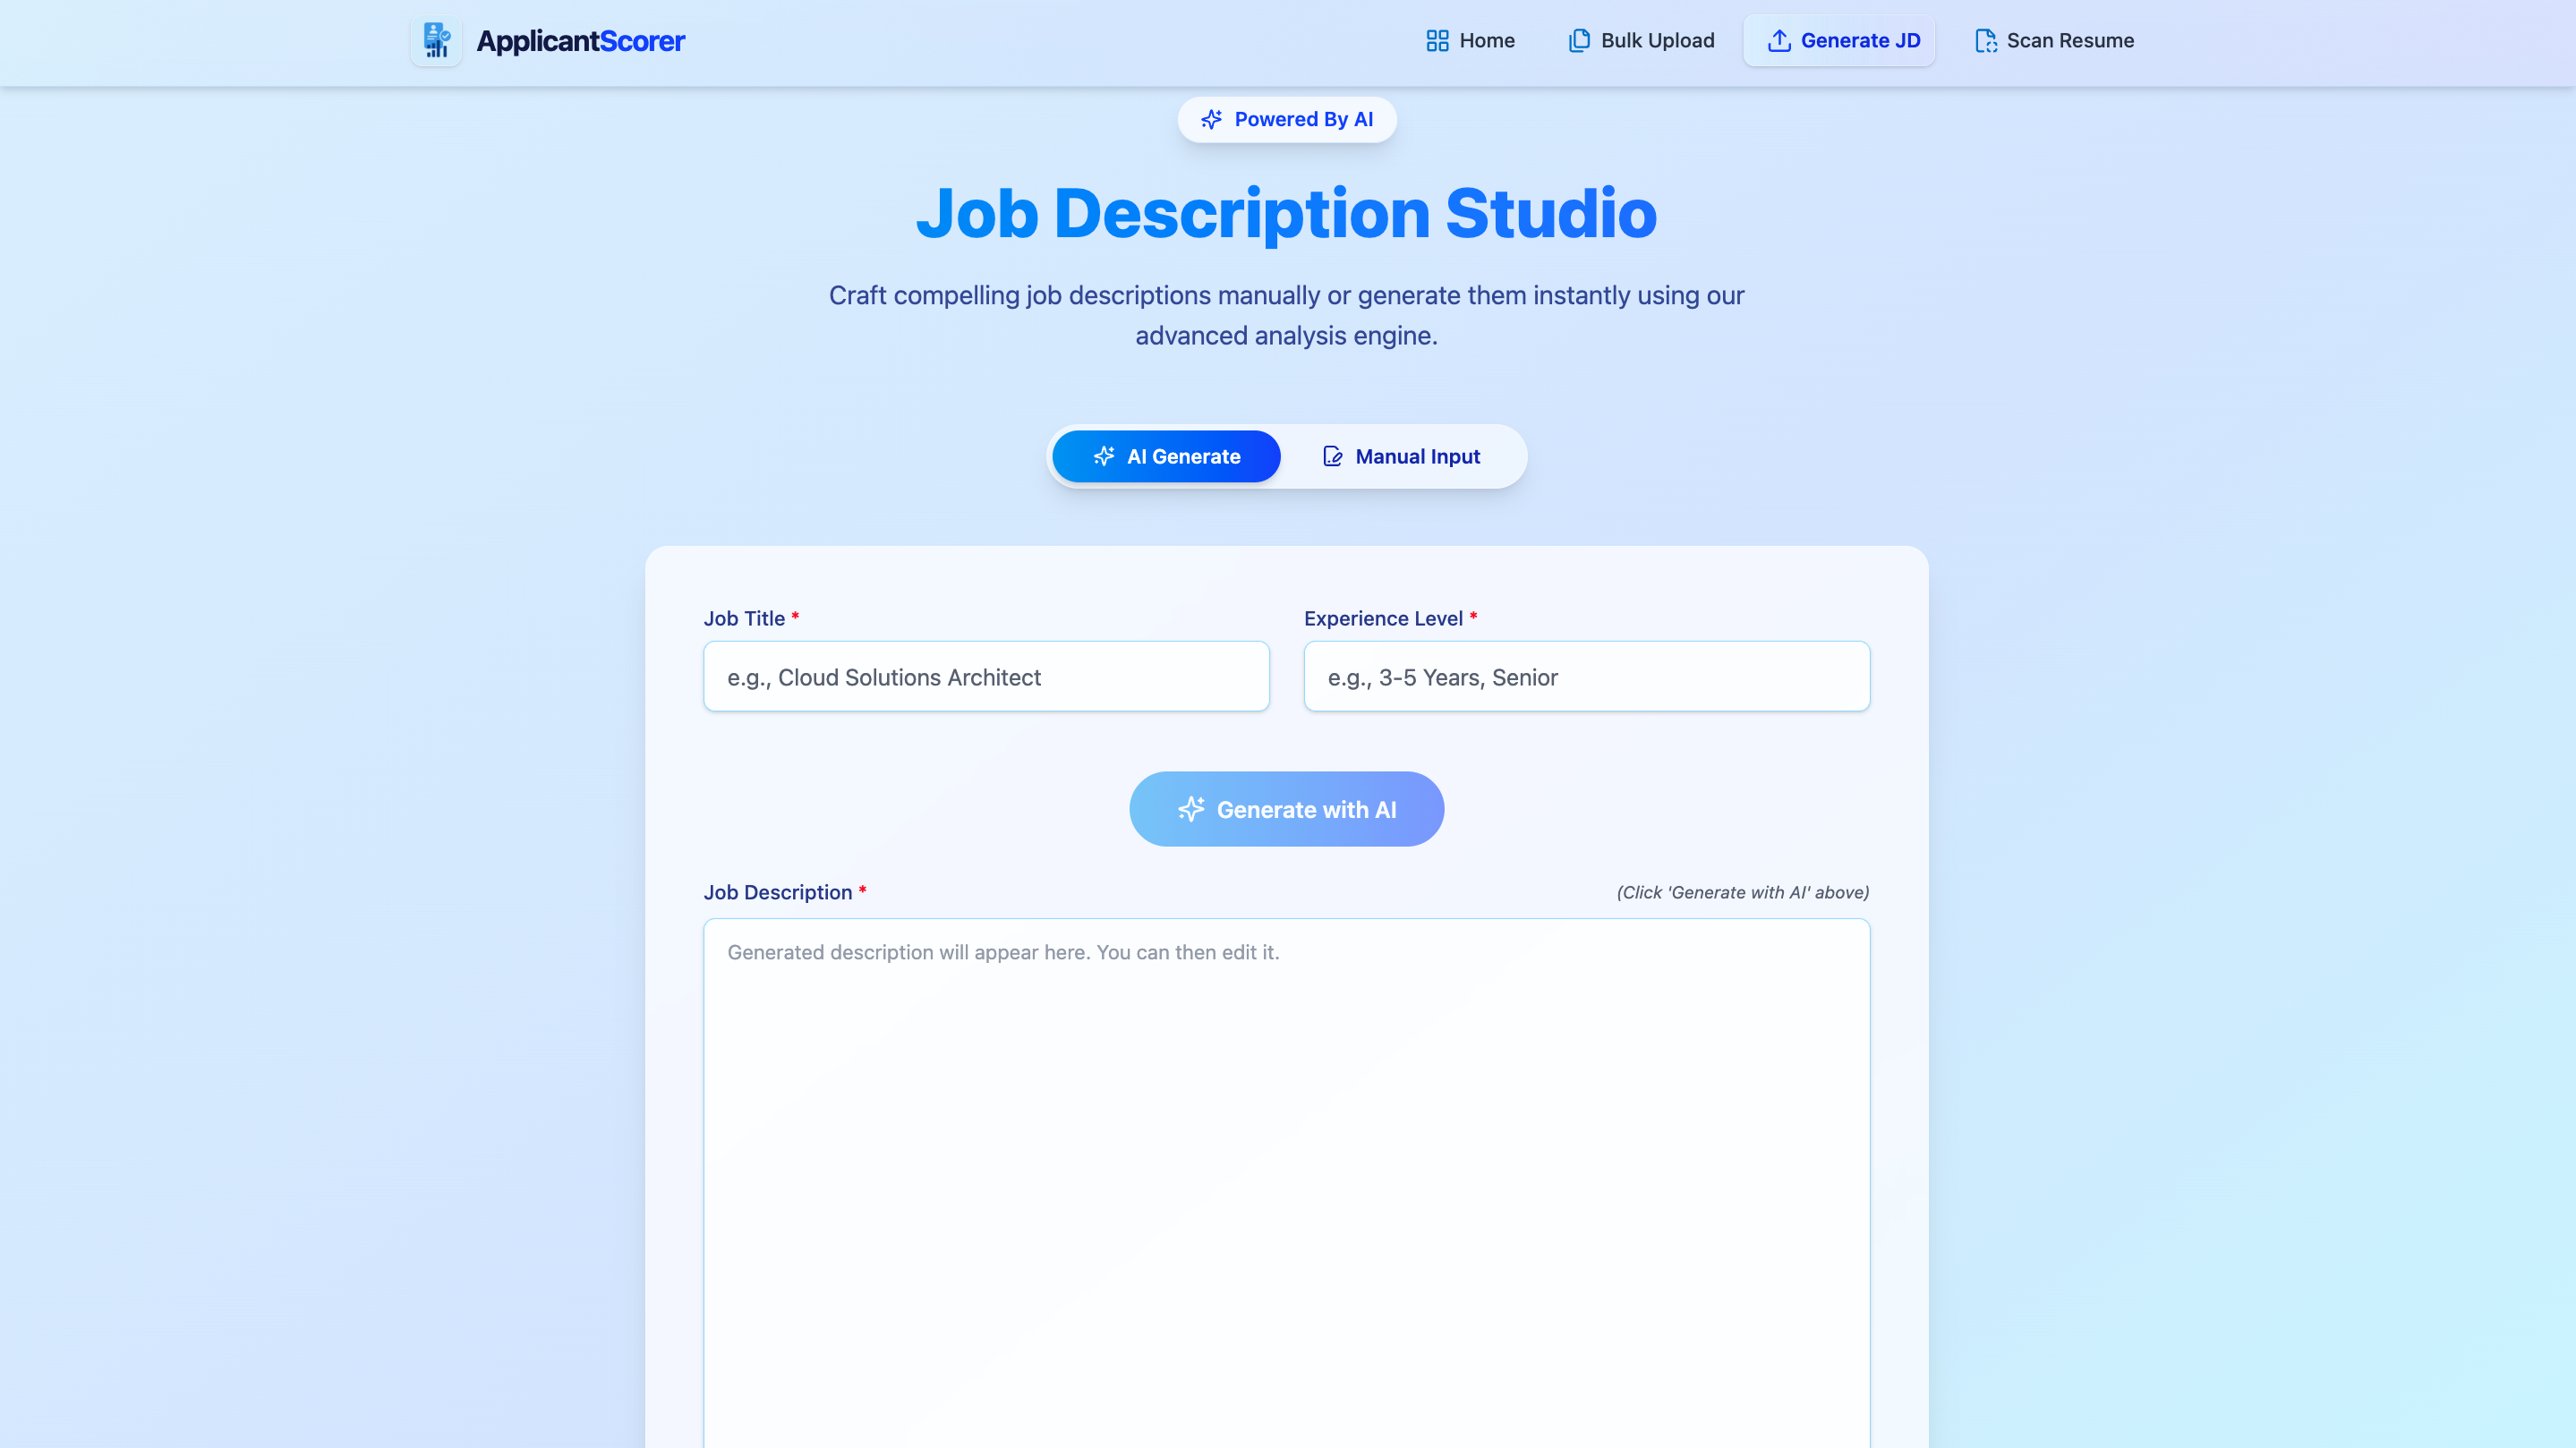 ApplicantScorer
Home
Bulk Upload
Generate JD
Scan Resume
Powered By AI
Job Description Studio
Craft compelling job descriptions manually or generate them instantly using our
advanced analysis engine.
AI Generate
Manual Input
Job Title *
Experience Level *
e.g., Cloud Solutions Architect
e.g., 3-5 Years, Senior
Generate with AI
Job Description *
(Click 'Generate with AI' above)
Generated description will appear here. You can then edit it.